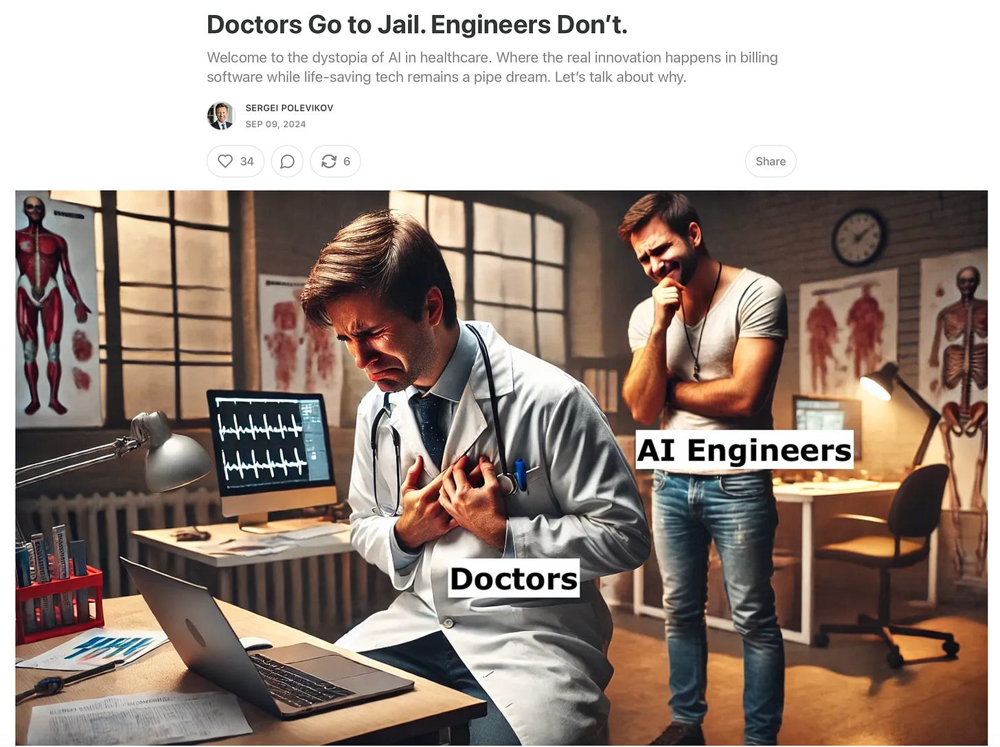 Doctors Go to Jail. Engineers Don't.
Welcome to the dystopia of AI in healthcare. Where the real innovation happens in billing
software while life-saving tech remains a pipe dream. Let's talk about why.
SERGEI POLEVIKOV
SEP 09, 2024
34
6
Share
AI Engineers
Doctors